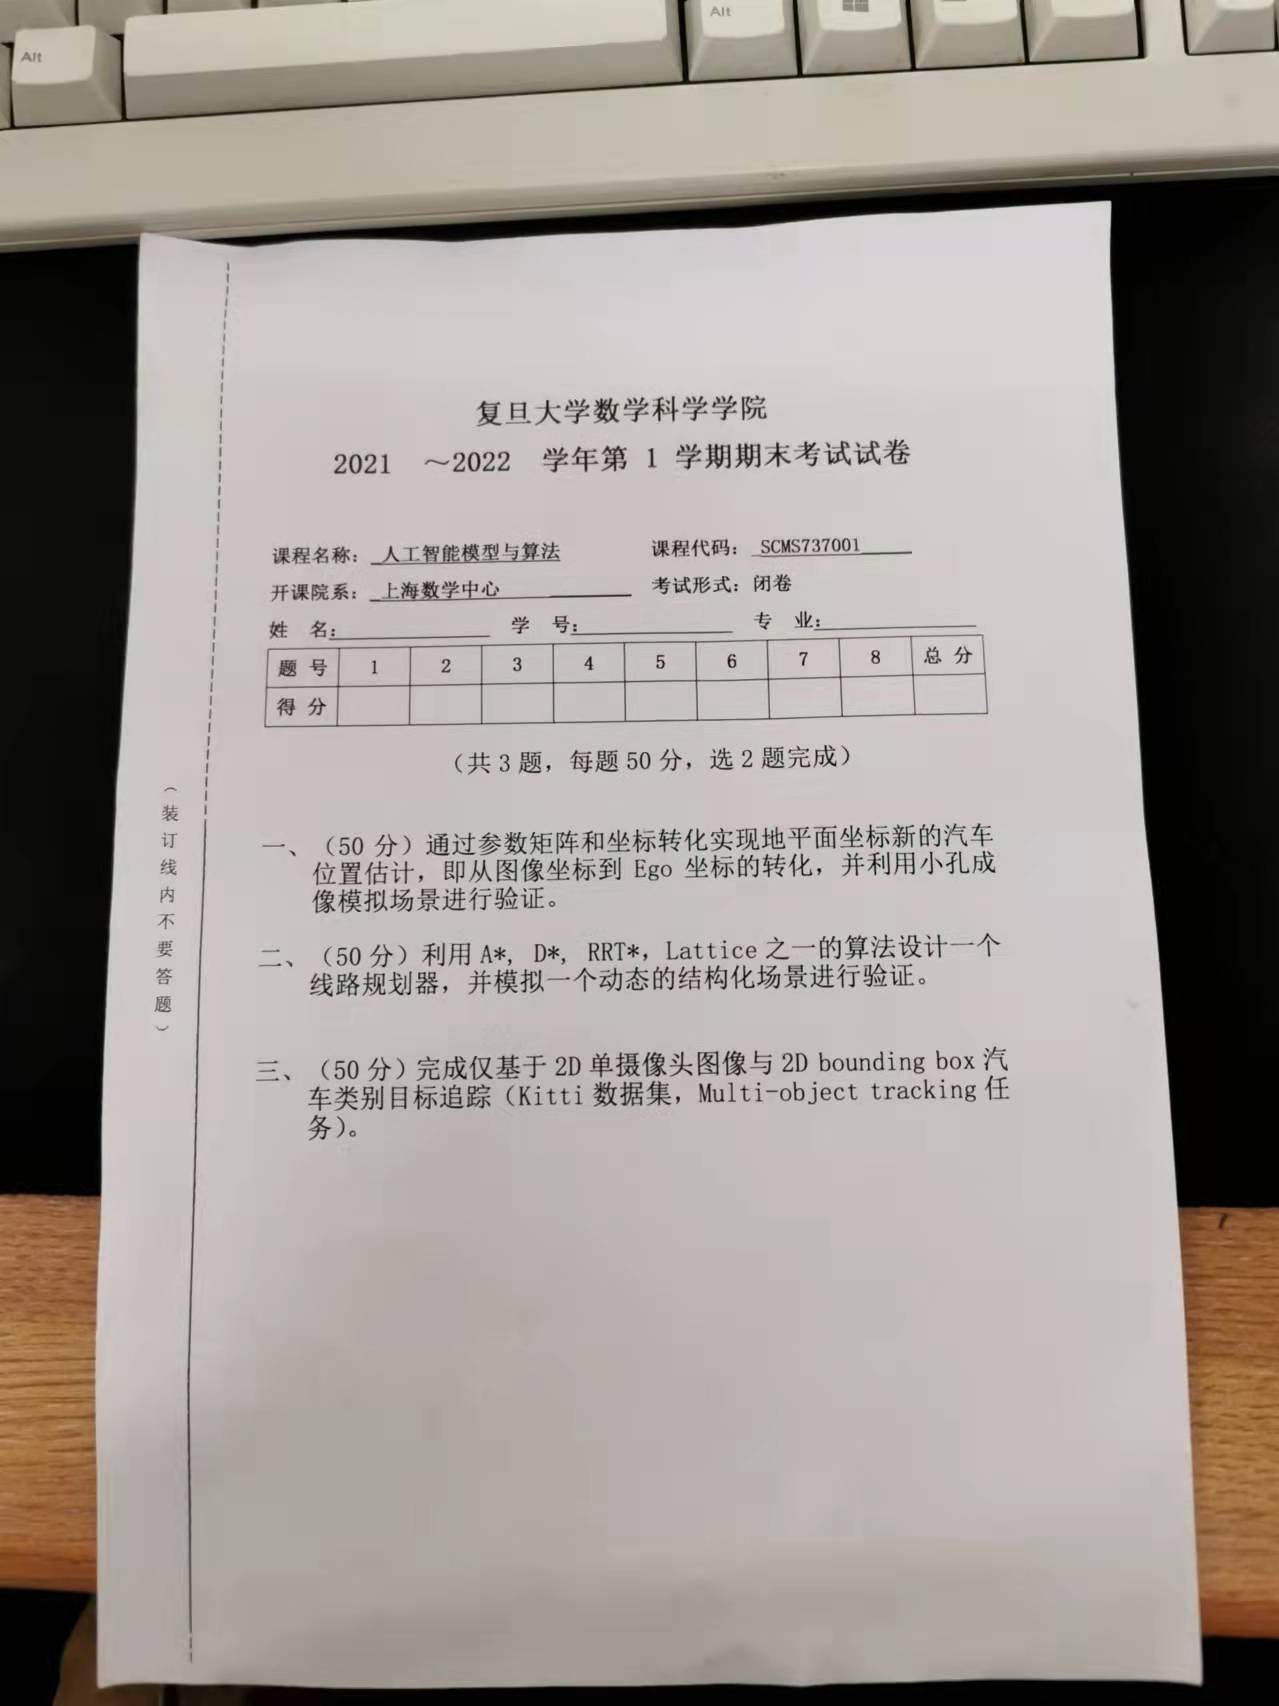 Alt
Alt
复旦大学数学科学学院
2021 ～2022 学年第 1 学期期末考试试卷
课程名称: 人工智能模型与算法 课程代码: SCMS737001
开课院系: 上海数学中心 考试形式: 闭卷
姓 名: 学 号: 专 业:
题 号 1 2 3 4 5 6 7 8 总 分
得 分
（共 3 题，每题 50 分，选 2 题完成）
一、（50 分）通过参数矩阵和坐标转化实现地平面坐标新的汽车
位置估计，即从图像坐标到 Ego 坐标的转化，并利用小孔成
像模拟场景进行验证。
二、（50 分）利用 A*, D*, RRT*，Lattice 之一的算法设计一个
线路规划器，并模拟一个动态的结构化场景进行验证。
三、（50 分）完成仅基于 2D 单摄像头图像与 2D bounding box 汽
车类别目标追踪（Kitti 数据集，Multi-object tracking 任
务）。
（装订线内不要答题）